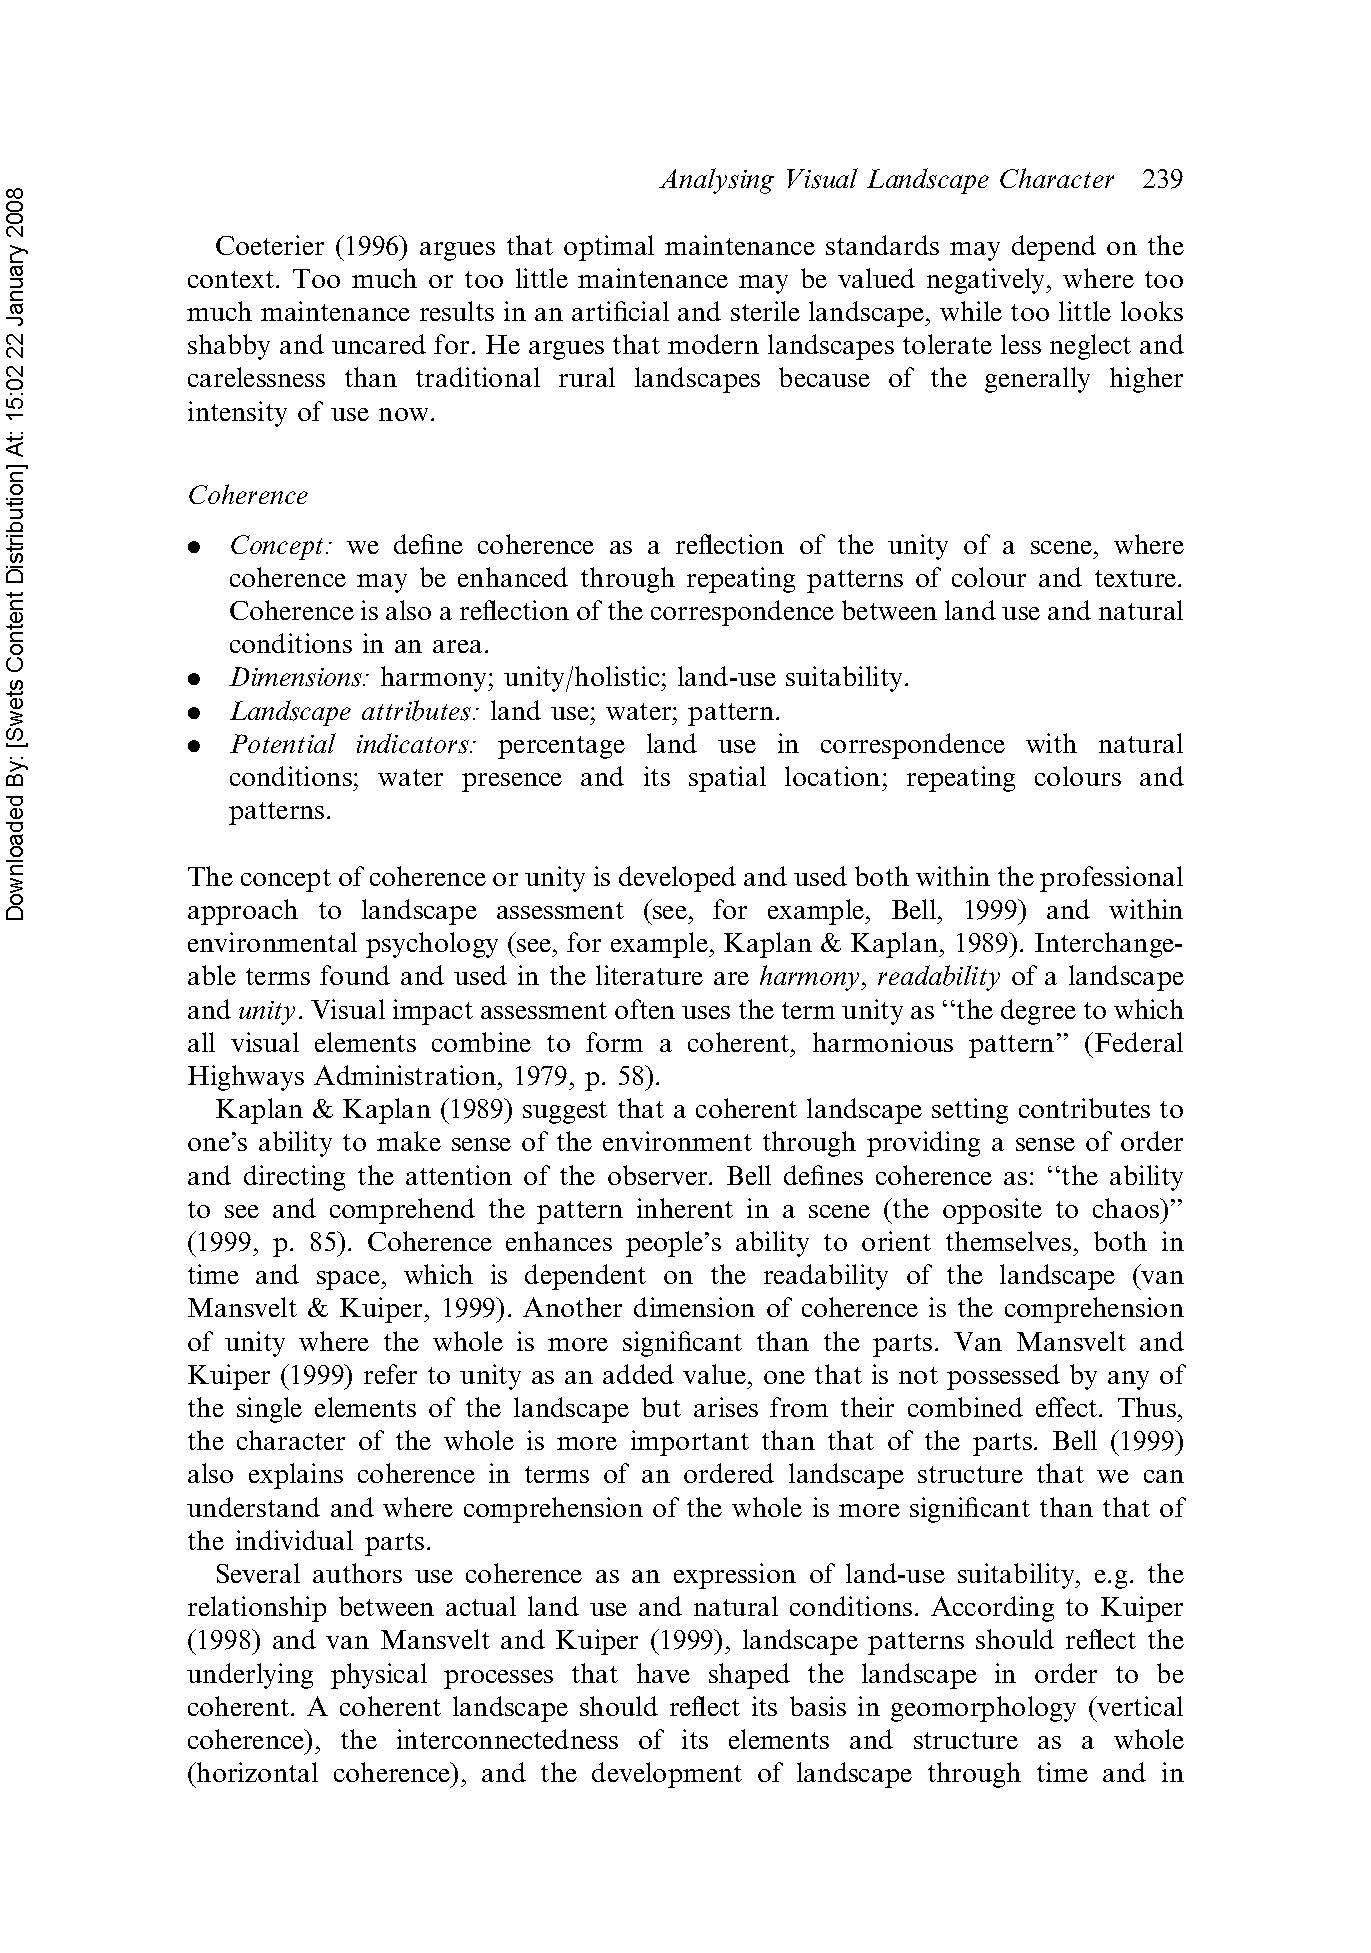 Analysing Visual Landscape Character 239
Coeterier (1996) argues that optimal maintenance standards may depend on the
context. Too much or too little maintenance may be valued negatively, where too
much maintenance results in an artificial and sterile landscape, while too little looks
shabby and uncared for. He argues that modern landscapes tolerate less neglect and
carelessness than traditional rural landscapes because of the generally higher
intensity of use now.
Coherence
● Concept: we define coherence as a reflection of the unity of a scene, where
coherence may be enhanced through repeating patterns of colour and texture.
Coherence is also a reflection of the correspondence between land use and natural
conditions in an area.
● Dimensions: harmony; unity/holistic; land-use suitability.
● Landscape attributes: land use; water; pattern.
● Potential indicators: percentage land use in correspondence with natural
conditions; water presence and its spatial location; repeating colours and
patterns.
The concept of coherence or unity is developed and used both within the professional
approach to landscape assessment (see, for example, Bell, 1999) and within
environmental psychology (see, for example, Kaplan & Kaplan, 1989). Interchange-
able terms found and used in the literature are harmony, readability of a landscape
and unity. Visual impact assessment often uses the term unity as ‘‘the degree to which
all visual elements combine to form a coherent, harmonious pattern’’ (Federal
Highways Administration, 1979, p. 58).
Kaplan & Kaplan (1989) suggest that a coherent landscape setting contributes to
one’s ability to make sense of the environment through providing a sense of order
and directing the attention of the observer. Bell defines coherence as: ‘‘the ability
to see and comprehend the pattern inherent in a scene (the opposite to chaos)’’
(1999, p. 85). Coherence enhances people’s ability to orient themselves, both in
time and space, which is dependent on the readability of the landscape (van
Mansvelt & Kuiper, 1999). Another dimension of coherence is the comprehension
of unity where the whole is more significant than the parts. Van Mansvelt and
Kuiper (1999) refer to unity as an added value, one that is not possessed by any of
the single elements of the landscape but arises from their combined effect. Thus,
the character of the whole is more important than that of the parts. Bell (1999)
also explains coherence in terms of an ordered landscape structure that we can
understand and where comprehension of the whole is more significant than that of
the individual parts.
Several authors use coherence as an expression of land-use suitability, e.g. the
relationship between actual land use and natural conditions. According to Kuiper
(1998) and van Mansvelt and Kuiper (1999), landscape patterns should reflect the
underlying physical processes that have shaped the landscape in order to be
coherent. A coherent landscape should reflect its basis in geomorphology (vertical
coherence), the interconnectedness of its elements and structure as a whole
(horizontal coherence), and the development of landscape through time and in
Downloaded By: [Swets Content Distribution] At: 15:02 22 January 2008